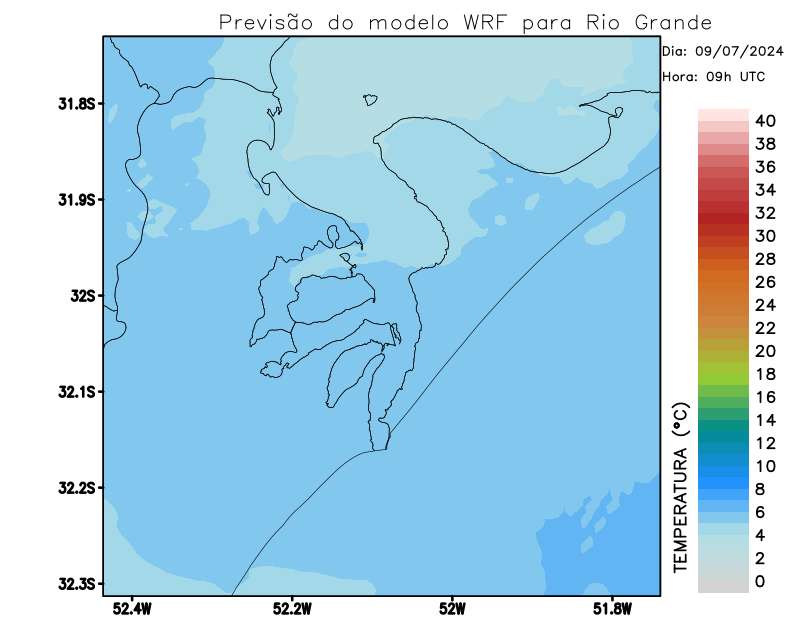 Previsão do modelo WRF para Rio Grande
Dia: 09/07/2024
Hora: 09h UTC
31.8S
31.9S
32S
32.1S
32.2S
32.3S
52.4W
52.2W
52W
51.8W
TEMPERATURA (°C)
40
38
36
34
32
30
28
26
24
22
20
18
16
14
12
10
8
6
4
2
0